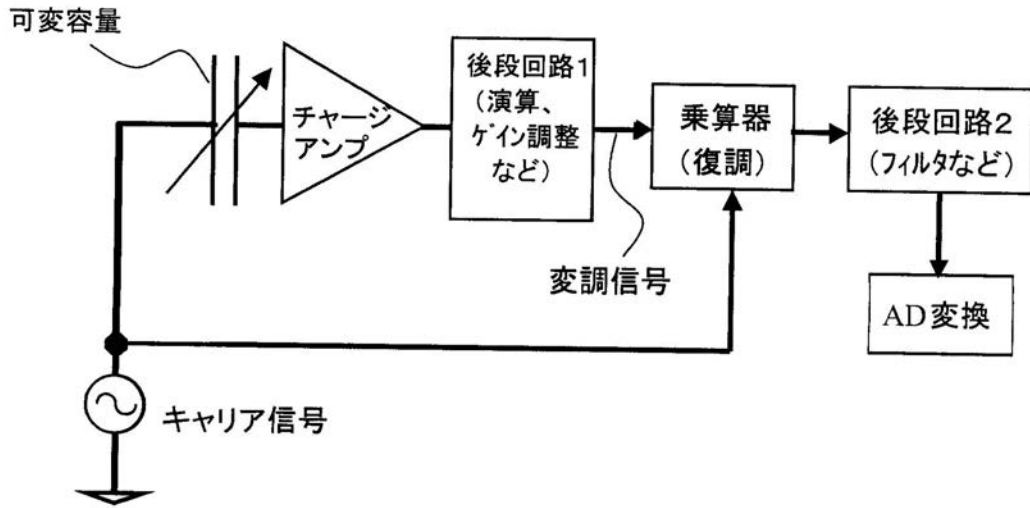 可変容量
チャージ
アンプ
後段回路1
(演算、
ゲイン調整
など)
乗算器
(復調)
後段回路2
(フィルタなど)
変調信号
AD変換
キャリア信号